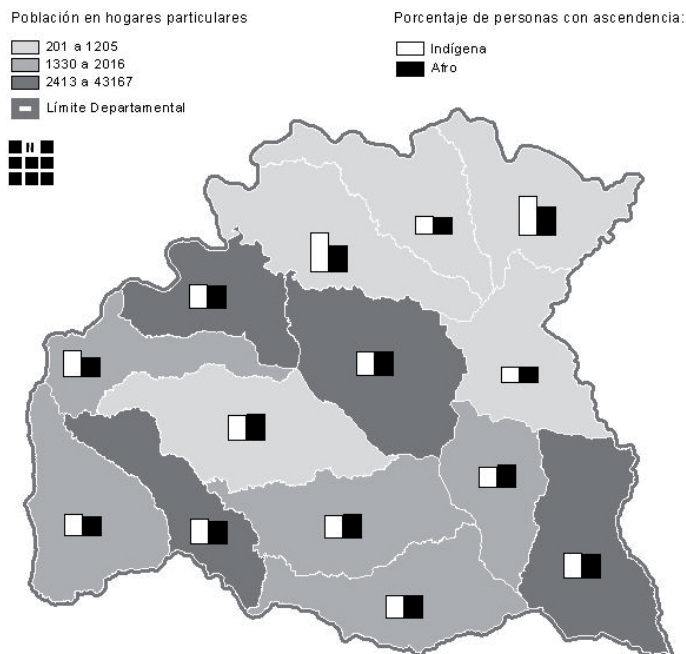 Población en hogares particulares
201 a 1205
1330 a 2016
2413 a 43167
Límite Departamental
N
Porcentaje de personas con ascendencia:
Indígena
Afro